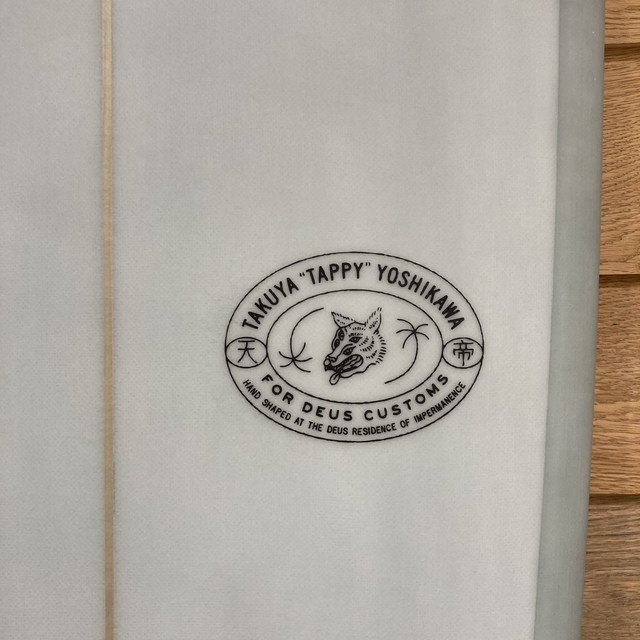 TAKUYA "TAPPY" YOSHIKAWA
天
帝
FOR DEUS CUSTOMS
HAND SHAPED AT THE DEUS RESIDENCE OF IMPERMANENCE